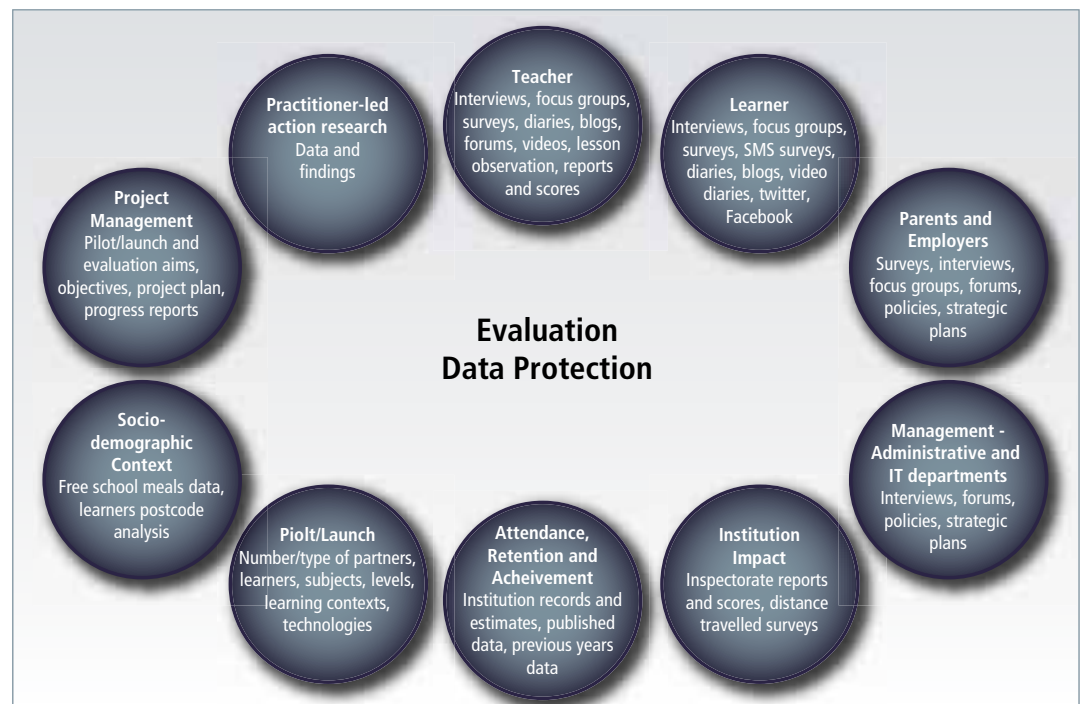 Teacher
Interviews, focus groups,
surveys, diaries, blogs,
forums, videos, lesson
observation, reports
and scores
Learner
Interviews, focus groups,
surveys, SMS surveys,
diaries, blogs, video
diaries, twitter,
Facebook
Parents and
Employers
Surveys, interviews,
focus groups, forums,
policies, strategic
plans
Management -
Administrative and
IT departments
Interviews, forums,
policies, strategic
plans
Institution
Impact
Inspectorate reports
and scores, distance
travelled surveys
Attendance,
Retention and
Acheivement
Institution records and
estimates, published
data, previous years
data
Piolt/Launch
Number/type of partners,
learners, subjects, levels,
learning contexts,
technologies
Socio-
demographic
Context
Free school meals data,
learners postcode
analysis
Project
Management
Pilot/launch and
evaluation aims,
objectives, project plan,
progress reports
Practitioner-led
action research
Data and
findings
Evaluation
Data Protection